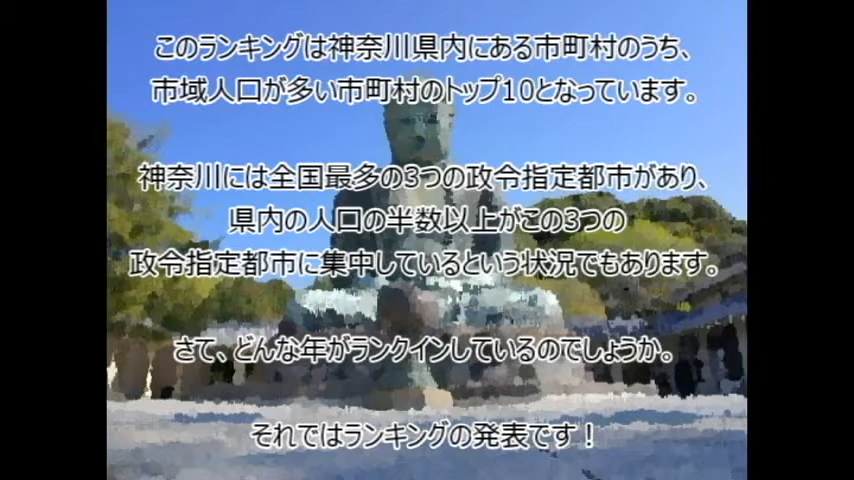 このランキングは神奈川県内にある市町村のうち、
市域人口が多い市町村のトップ10となっています。
神奈川には全国最多の3つの政令指定都市があり、
県内の人口の半数以上がこの3つの
政令指定都市に集中しているという状況でもあります。
さて、どんな年がランクインしているのでしょうか。
それではランキングの発表です！